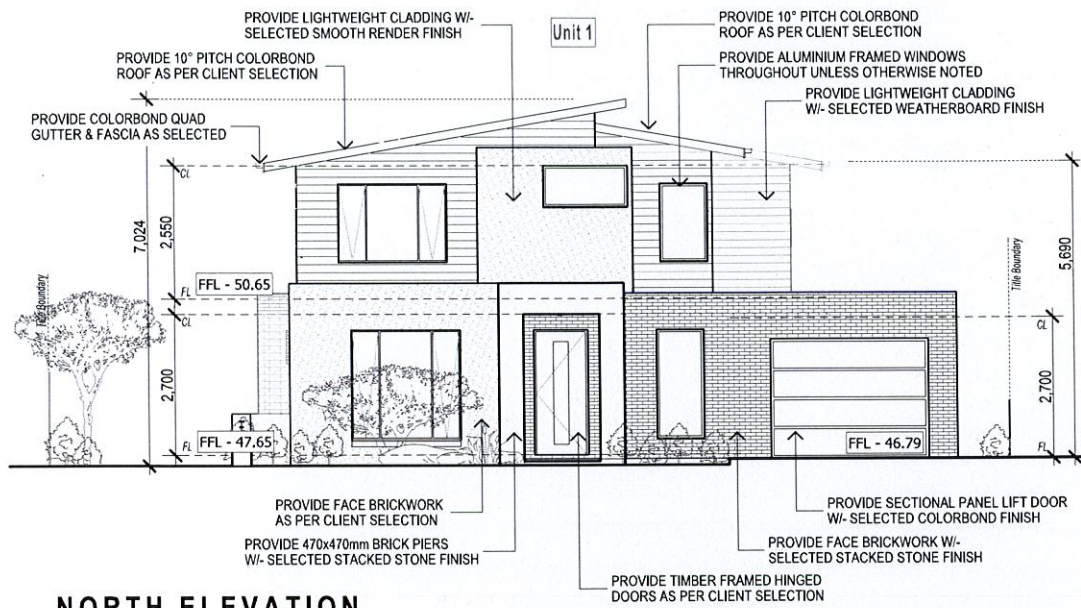 PROVIDE LIGHTWEIGHT CLADDING W/-
SELECTED SMOOTH RENDER FINISH
Unit 1
PROVIDE 10° PITCH COLORBOND
ROOF AS PER CLIENT SELECTION
PROVIDE 10° PITCH COLORBOND
ROOF AS PER CLIENT SELECTION
PROVIDE ALUMINIUM FRAMED WINDOWS
THROUGHOUT UNLESS OTHERWISE NOTED
PROVIDE LIGHTWEIGHT CLADDING
W/- SELECTED WEATHERBOARD FINISH
PROVIDE COLORBOND QUAD
GUTTER & FASCIA AS SELECTED
CL
7,024
2,550
5,690
Title Boundary
Title Boundary
FFL - 50.65
FL
CL
CL
2,700
2,700
FFL - 47.65
FL
FFL - 46.79
FL
PROVIDE FACE BRICKWORK
AS PER CLIENT SELECTION
PROVIDE SECTIONAL PANEL LIFT DOOR
W/- SELECTED COLORBOND FINISH
PROVIDE 470x470mm BRICK PIERS
W/- SELECTED STACKED STONE FINISH
PROVIDE FACE BRICKWORK W/-
SELECTED STACKED STONE FINISH
PROVIDE TIMBER FRAMED HINGED
DOORS AS PER CLIENT SELECTION
NORTH ELEVATION